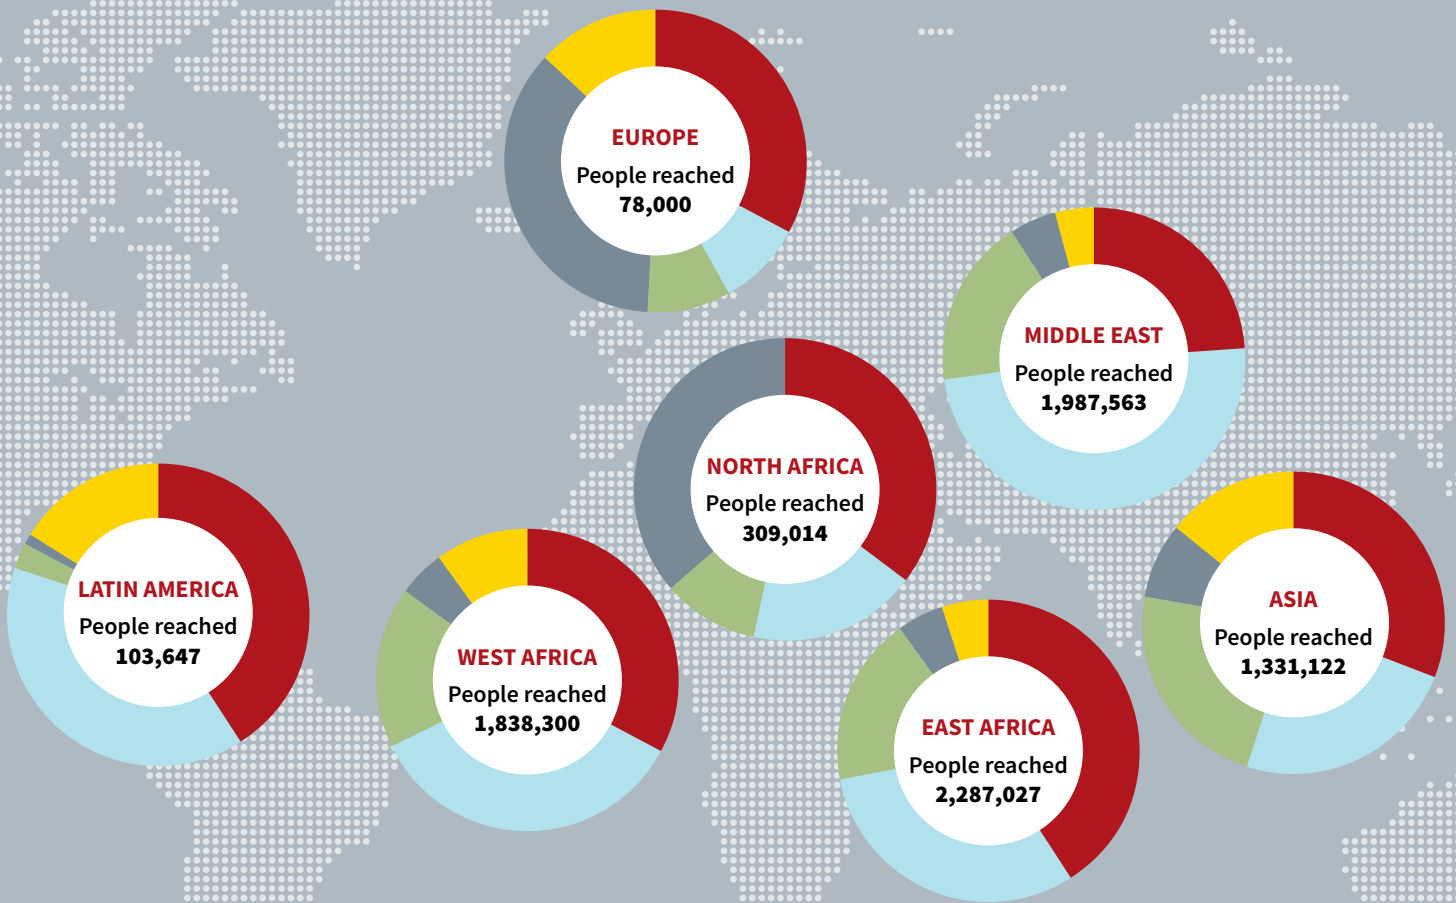 EUROPE
People reached
78,000
MIDDLE EAST
People reached
1,987,563
NORTH AFRICA
People reached
309,014
LATIN AMERICA
People reached
103,647
WEST AFRICA
People reached
1,838,300
EAST AFRICA
People reached
2,287,027
ASIA
People reached
1,331,122